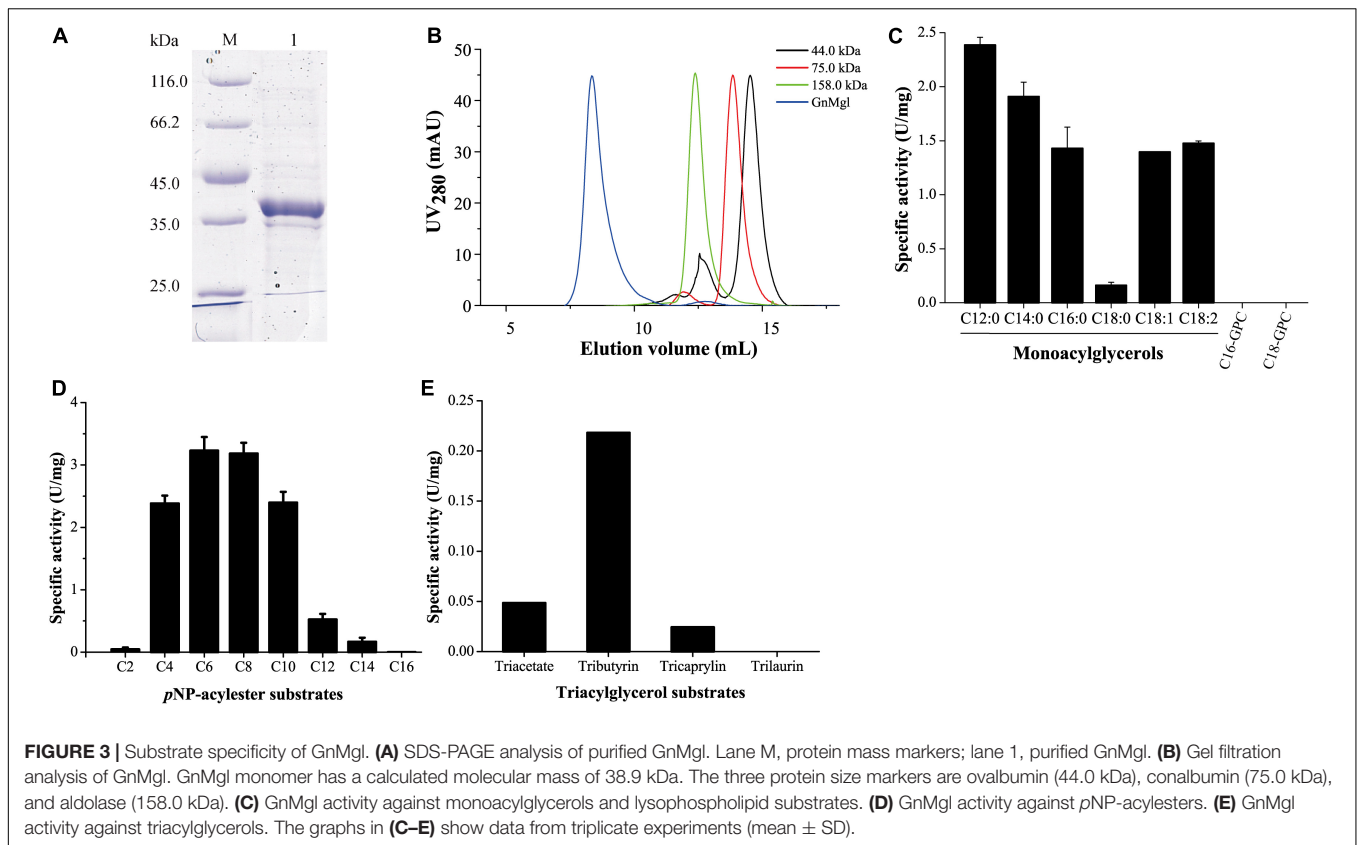 A
kDa M 1
116.0
66.2
45.0
35.0
25.0
B
50
40
30
20
10
0
UV280 (mAU)
5 10 15
Elution volume (mL)
44.0 kDa
75.0 kDa
158.0 kDa
GnMgl
C
2.5
2.0
1.5
1.0
0.5
0.0
Specific activity (U/mg)
C12:0 C14:0 C16:0 C18:0 C18:1 C18:2
C16-GPC
C18-GPC
Monoacylglycerols
D
4
3
2
1
0
Specific activity (U/mg)
C2 C4 C6 C8 C10 C12 C14 C16
pNP-acylester substrates
E
0.25
0.20
0.15
0.10
0.05
0.00
Specific activity (U/mg)
Triacetate Tributyrin Tricaprylin Trilaurin
Triacylglycerol substrates
FIGURE 3 | Substrate specificity of GnMgl. (A) SDS-PAGE analysis of purified GnMgl. Lane M, protein mass markers; lane 1, purified GnMgl. (B) Gel filtration
analysis of GnMgl. GnMgl monomer has a calculated molecular mass of 38.9 kDa. The three protein size markers are ovalbumin (44.0 kDa), conalbumin (75.0 kDa),
and aldolase (158.0 kDa). (C) GnMgl activity against monoacylglycerols and lysophospholipid substrates. (D) GnMgl activity against pNP-acylesters. (E) GnMgl
activity against triacylglycerols. The graphs in (C–E) show data from triplicate experiments (mean ± SD).